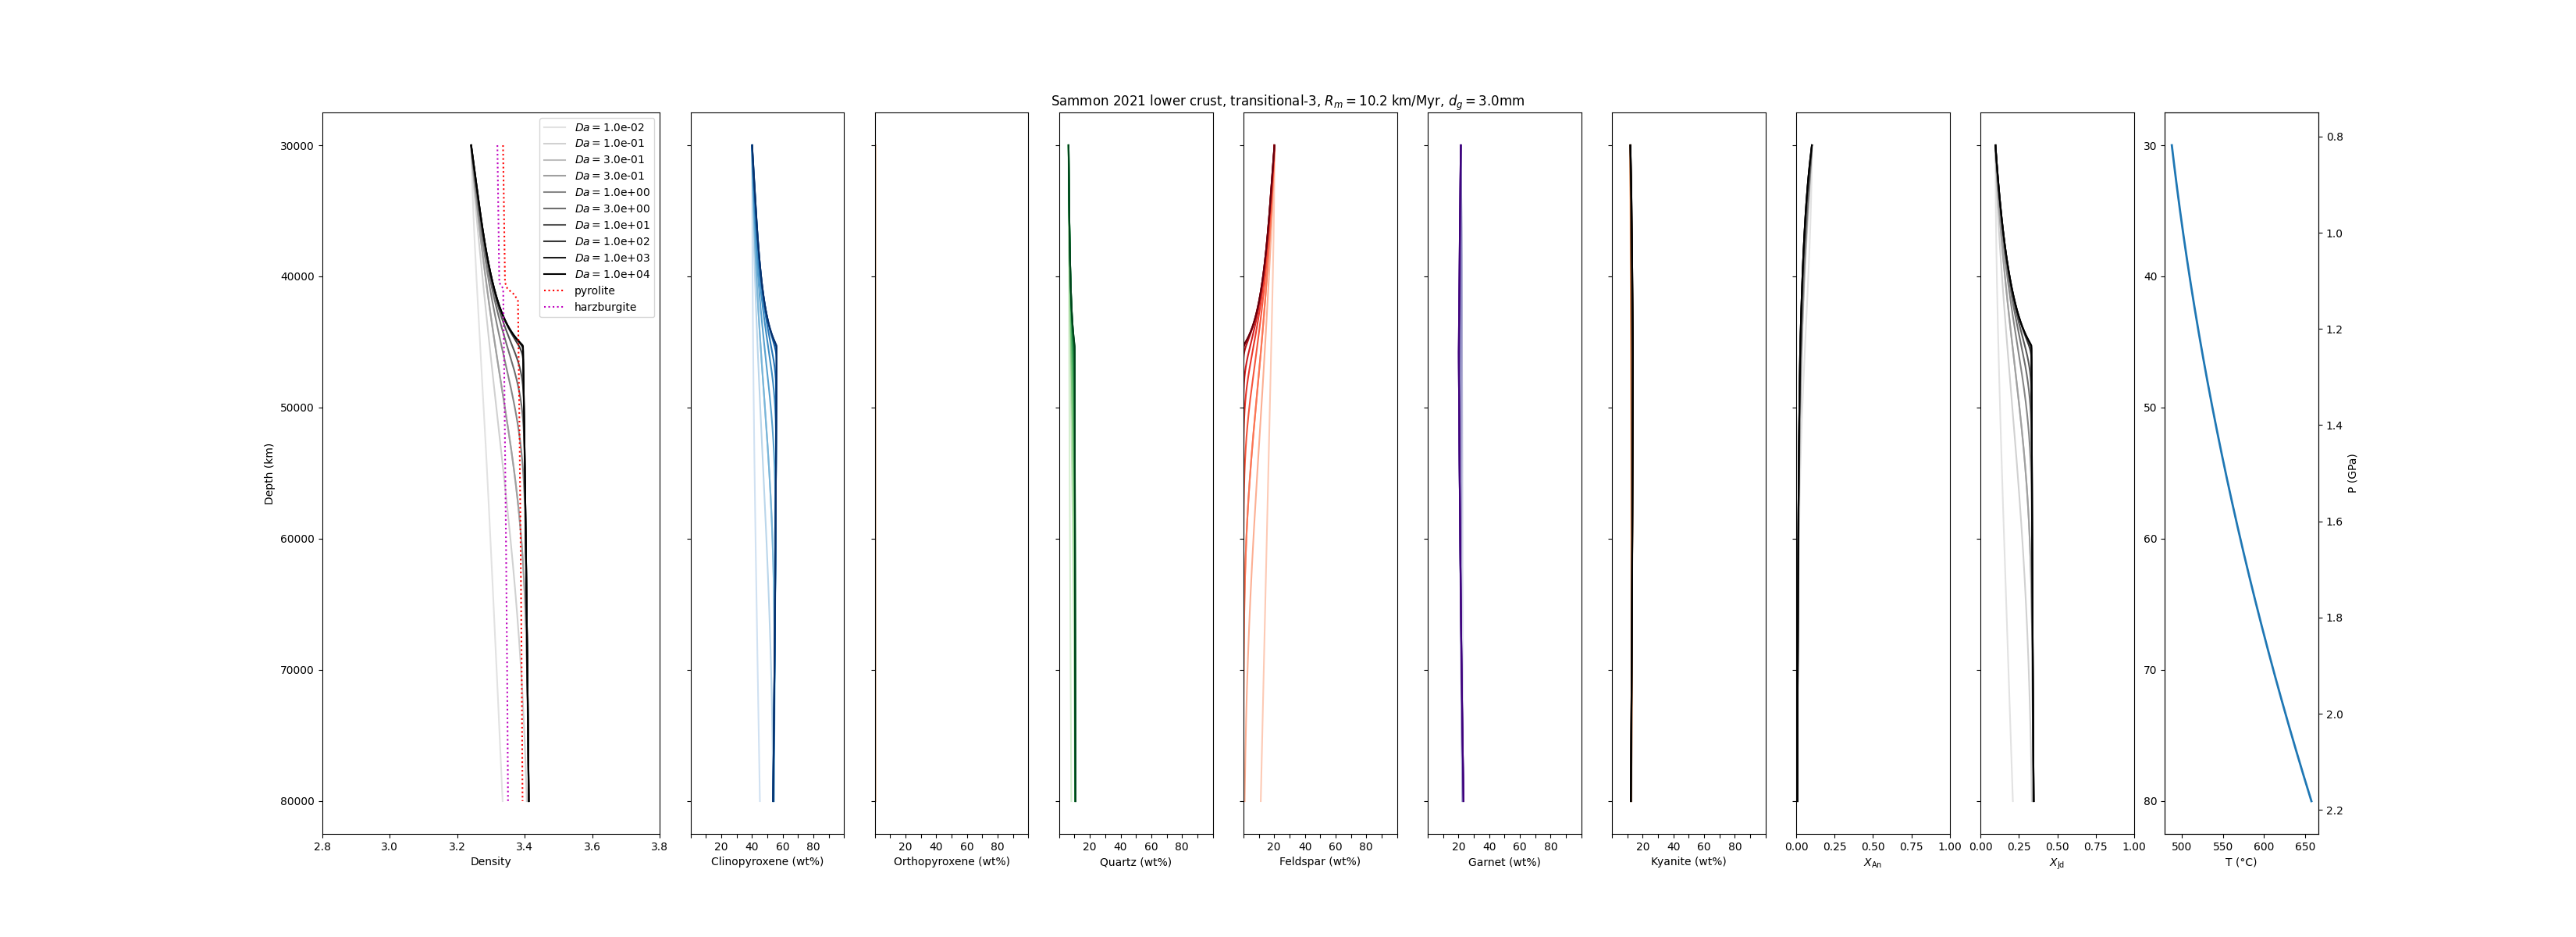 Sammon 2021 lower crust, transitional-3, Rm = 10.2 km/Myr, dg = 3.0mm
Da = 1.0e-02
Da = 1.0e-01
Da = 3.0e-01
Da = 3.0e-01
Da = 1.0e+00
Da = 3.0e+00
Da = 1.0e+01
Da = 1.0e+02
Da = 1.0e+03
Da = 1.0e+04
pyrolite
harzburgite
30000
40000
50000
60000
70000
80000
Depth (km)
2.8 3.0 3.2 3.4 3.6 3.8
Density
20 40 60 80
Clinopyroxene (wt%)
20 40 60 80
Orthopyroxene (wt%)
20 40 60 80
Quartz (wt%)
20 40 60 80
Feldspar (wt%)
20 40 60 80
Garnet (wt%)
20 40 60 80
Kyanite (wt%)
0.00 0.25 0.50 0.75 1.00
XAn
0.00 0.25 0.50 0.75 1.00
XJd
30
40
50
60
70
80
500 550 600 650
T (°C)
0.8
1.0
1.2
1.4
1.6
1.8
2.0
2.2
P (GPa)